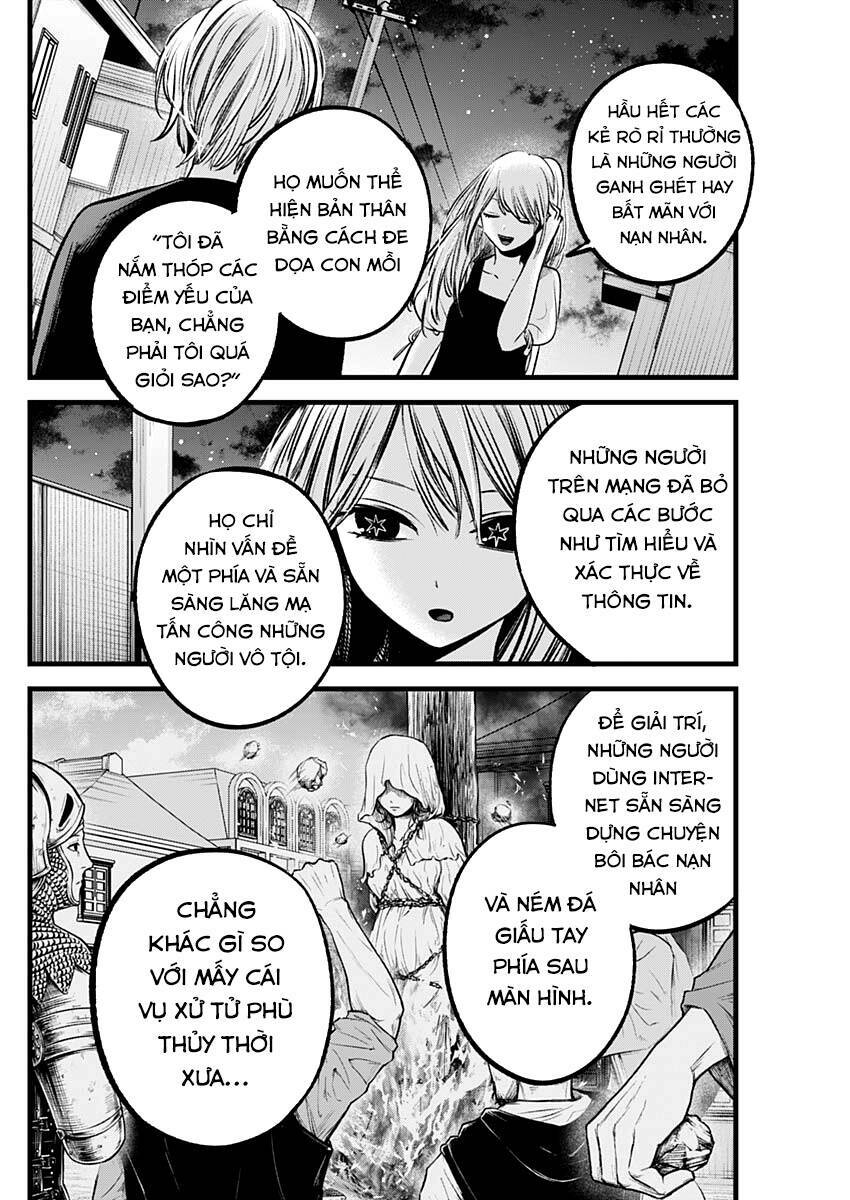 HẦU HẾT CÁC
KẺ RÒ RỈ THƯỜNG
LÀ NHỮNG NGƯỜI
GANH GHÉT HAY
BẤT MÃN VỚI
NẠN NHÂN.
HỌ MUỐN THỂ
HIỆN BẢN THÂN
BẰNG CÁCH ĐE
DỌA CON MỒI
“TÔI ĐÃ
NẮM THÓP CÁC
ĐIỂM YẾU CỦA
BẠN, CHẲNG
PHẢI TÔI QUÁ
GIỎI SAO?”
NHỮNG NGƯỜI
TRÊN MẠNG ĐÃ BỎ
QUA CÁC BƯỚC
NHƯ TÌM HIỂU VÀ
XÁC THỰC VỀ
THÔNG TIN.
HỌ CHỈ
NHÌN VẤN ĐỀ
MỘT PHÍA VÀ SẴN
SÀNG LĂNG MẠ
TẤN CÔNG NHỮNG
NGƯỜI VÔ TỘI.
ĐỂ GIẢI TRÍ,
NHỮNG NGƯỜI
DÙNG INTER-
NET SẴN SÀNG
DỰNG CHUYỆN
BÔI BÁC NẠN
NHÂN
VÀ NÉM ĐÁ
GIẤU TAY
PHÍA SAU
MÀN HÌNH.
CHẲNG
KHÁC GÌ SO
VỚI MẤY CÁI
VỤ XỬ TỬ PHÙ
THỦY THỜI
XƯA...